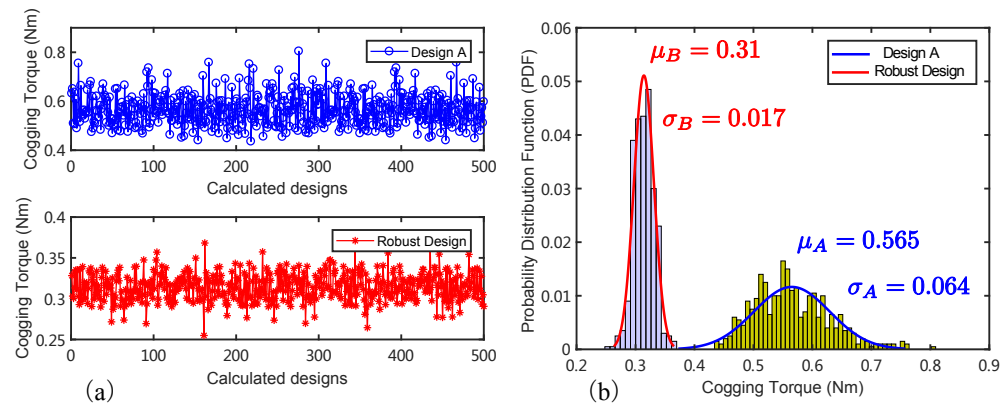 Cogging Torque (Nm)
0.8
0.6
0.4
Design A
0
100
200
300
400
500
Calculated designs
Cogging Torque (Nm)
0.4
0.35
0.3
0.25
Robust Design
0
100
200
300
400
500
Calculated designs
(a)
Probability Distribution Function (PDF)
0.06
0.05
0.04
0.03
0.02
0.01
0
μ_B = 0.31
σ_B = 0.017
Design A
Robust Design
μ_A = 0.565
σ_A = 0.064
0.2
0.3
0.4
0.5
0.6
0.7
0.8
0.9
Cogging Torque (Nm)
(b)